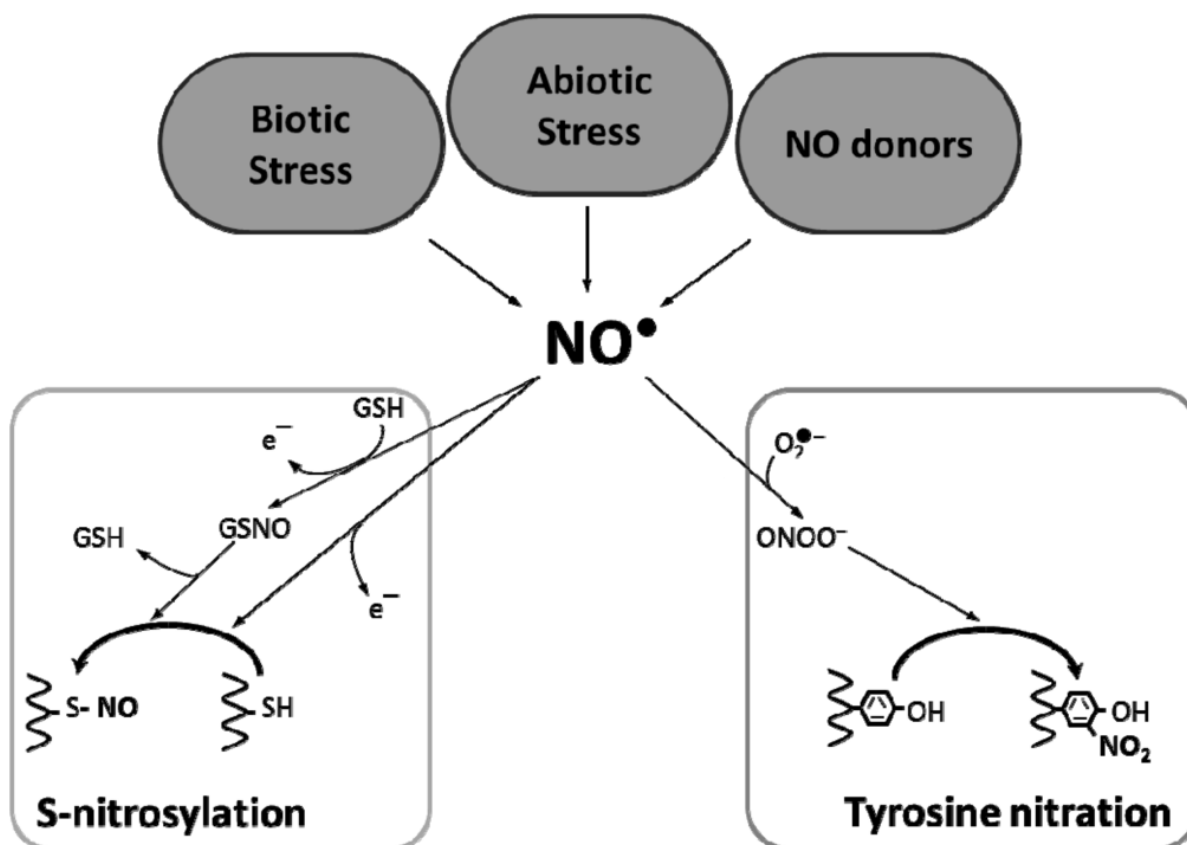 Biotic
Stress
Abiotic
Stress
NO donors
NO•
GSH
e⁻
GSNO
GSH
e⁻
S- NO
SH
S-nitrosylation
O₂•⁻
ONOO⁻
OH
OH
NO₂
Tyrosine nitration